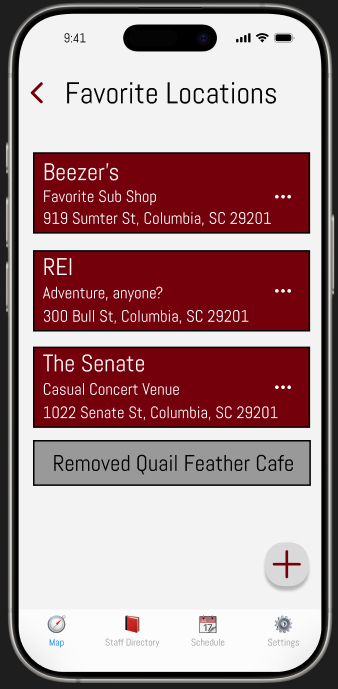 9:41
Favorite Locations
Beezer's
Favorite Sub Shop
919 Sumter St, Columbia, SC 29201
REI
Adventure, anyone?
300 Bull St, Columbia, SC 29201
The Senate
Casual Concert Venue
1022 Senate St, Columbia, SC 29201
Removed Quail Feather Cafe
17
Map Staff Directory Schedule Settings